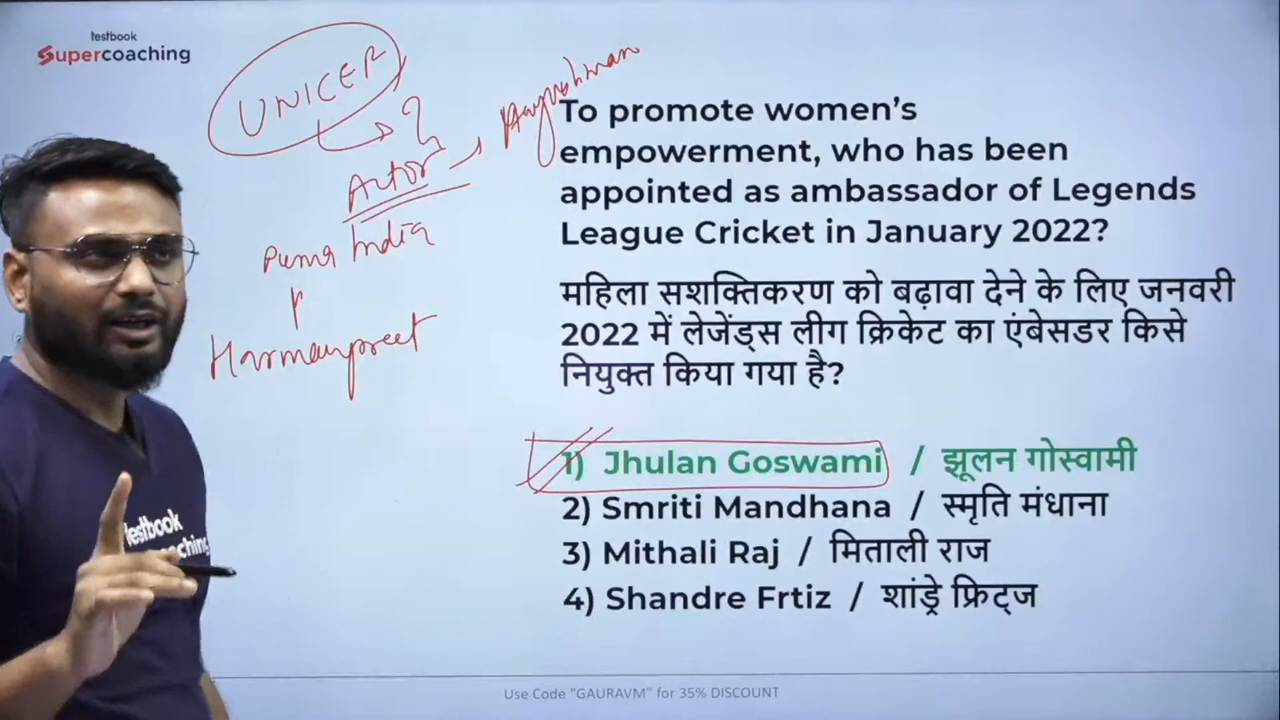 testbook
Supercoaching
UNICEF
Actor
Ayushman
Puma India
Harmanpreet
To promote women's
empowerment, who has been
appointed as ambassador of Legends
League Cricket in January 2022?
महिला सशक्तिकरण को बढ़ावा देने के लिए जनवरी
2022 में लेजेंड्स लीग क्रिकेट का एंबेसडर किसे
नियुक्त किया गया है?
1) Jhulan Goswami / झूलन गोस्वामी
2) Smriti Mandhana / स्मृति मंधाना
3) Mithali Raj / मिताली राज
4) Shandre Frtiz / शांड्रे फ्रिट्ज
testbook
Use Code "GAURAVM" for 35% DISCOUNT